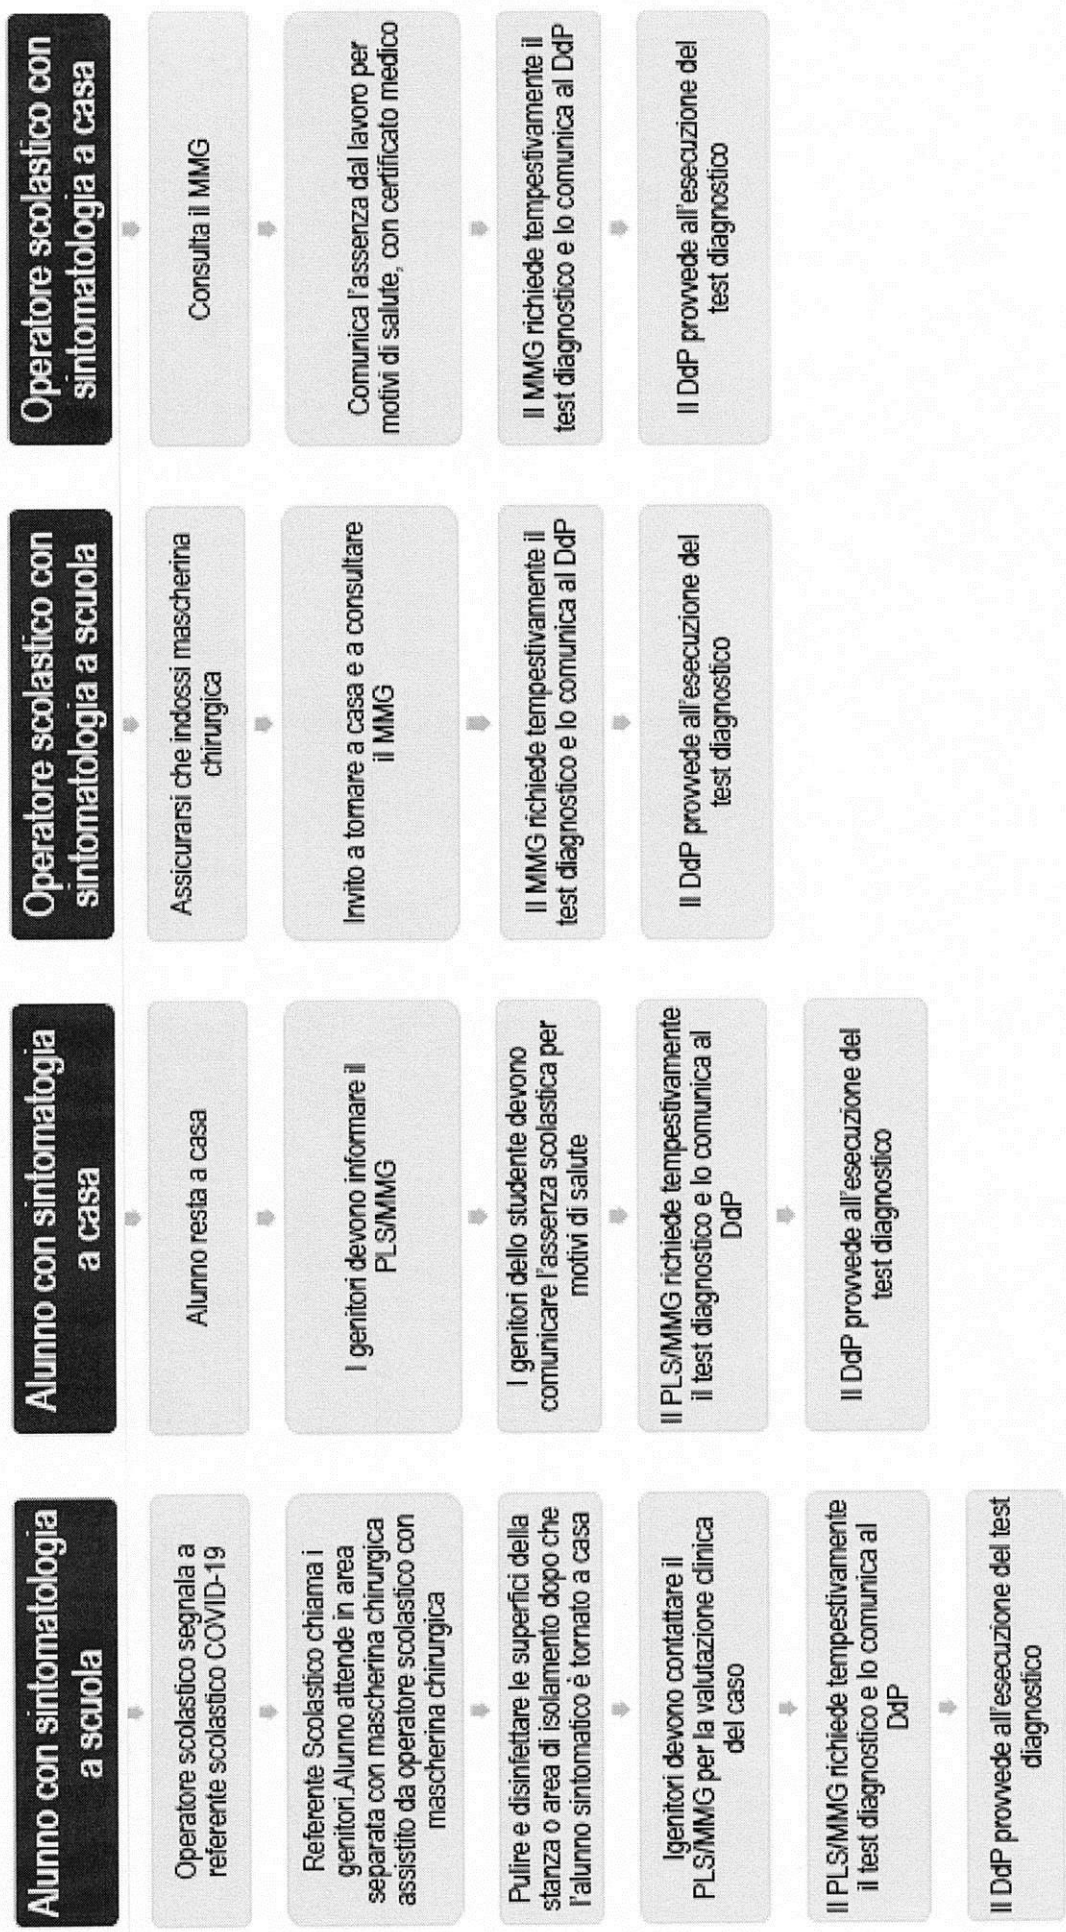 Alunno con sintomatologia
a scuola
Operatore scolastico segnala a
referente scolastico COVID-19
Referente Scolastico chiama i
genitori.Alunno attende in area
separata con mascherina chirurgica
assistito da operatore scolastico con
mascherina chirurgica
Pulire e disinfettare le superfici della
stanza o area di isolamento dopo che
l'alunno sintomatico è tornato a casa
Igenitori devono contattare il
PLS/MMG per la valutazione clinica
del caso
Il PLS/MMG richiede tempestivamente
il test diagnostico e lo comunica al
DdP
Il DdP provvede all'esecuzione del test
diagnostico
Alunno con sintomatogia
a casa
Alunno resta a casa
I genitori devono informare il
PLS/MMG
I genitori dello studente devono
comunicare l'assenza scolastica per
motivi di salute
Il PLS/MMG richiede tempestivamente
il test diagnostico e lo comunica al
DdP
Il DdP provvede all'esecuzione del
test diagnostico
Operatore scolastico con
sintomatologia a scuola
Assicurarsi che indossi mascherina
chirurgica
Invito a tornare a casa e a consultare
il MMG
Il MMG richiede tempestivamente il
test diagnostico e lo comunica al DdP
Il DdP provvede all'esecuzione del
test diagnostico
Operatore scolastico con
sintomatologia a casa
Consulta il MMG
Comunica l'assenza dal lavoro per
motivi di salute, con certificato medico
Il MMG richiede tempestivamente il
test diagnostico e lo comunica al DdP
Il DdP provvede all'esecuzione del
test diagnostico